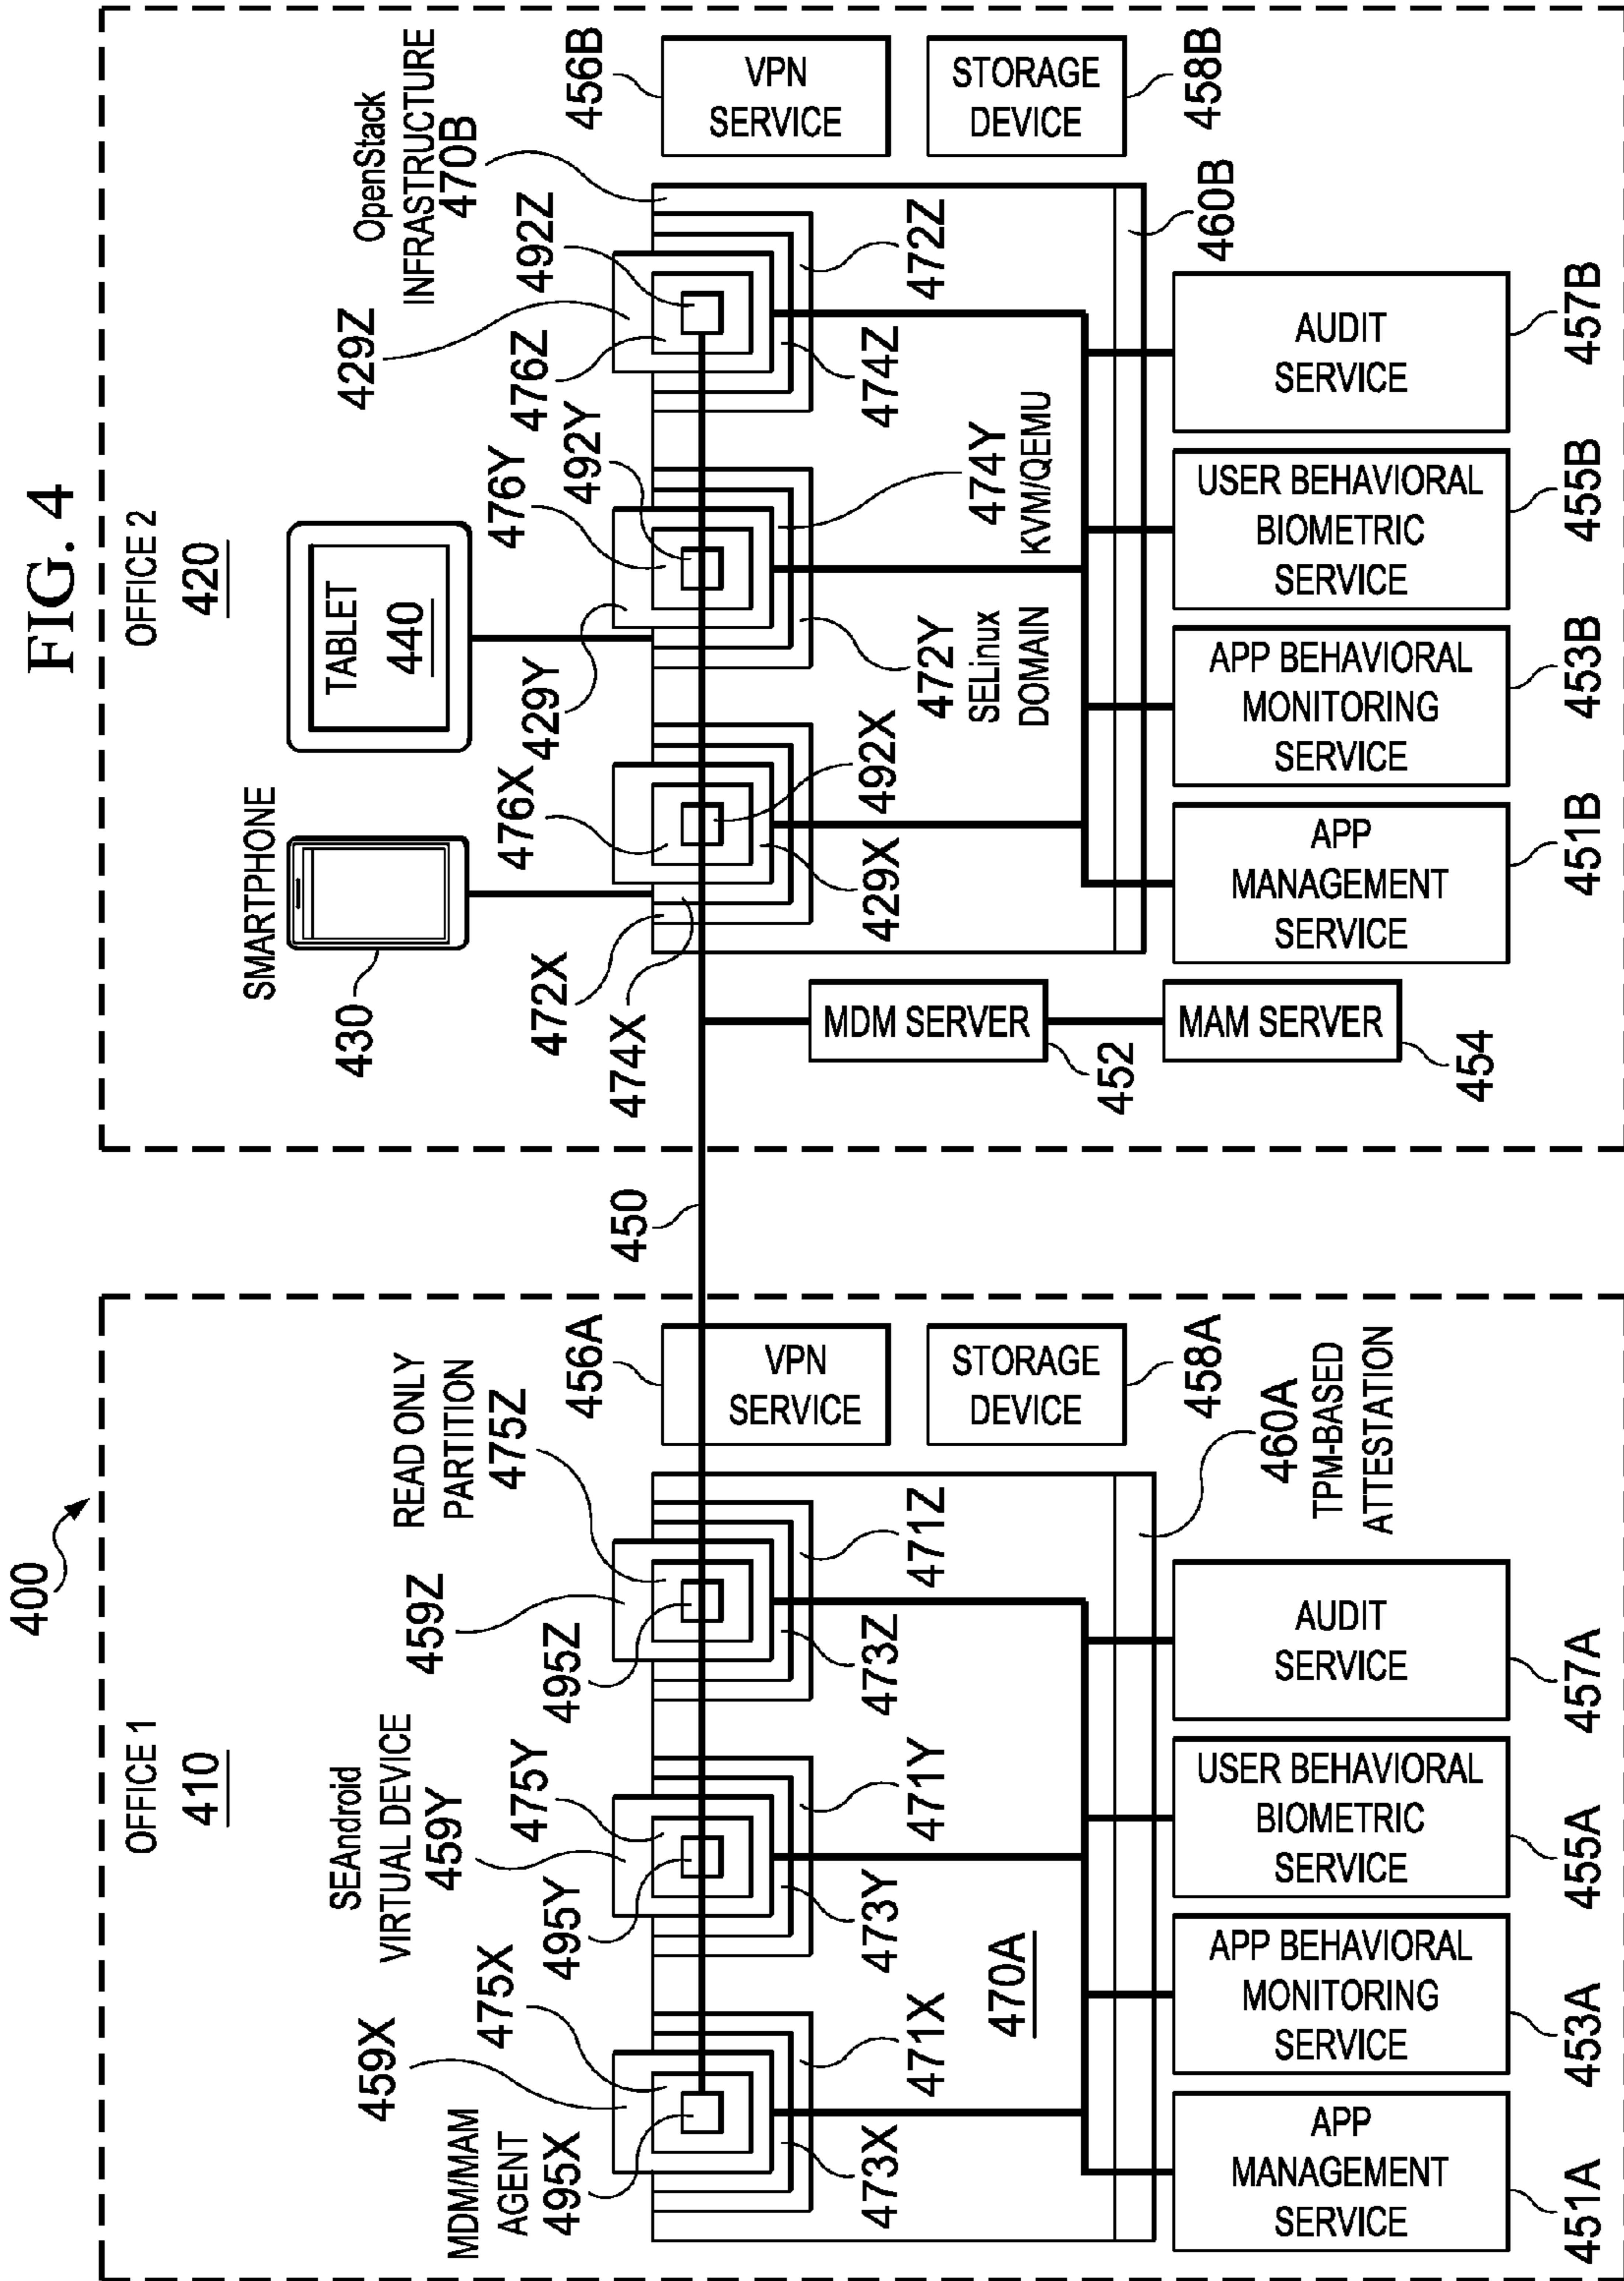 FIG. 4
400
OFFICE 1
410
SEAndroid
VIRTUAL DEVICE
459Y
READ ONLY
PARTITION
475Z
459X
475X
475Y
459Z
MDM/MAM
AGENT
495X
495Y
495Z
456A
VPN
SERVICE
473X
471X
473Y
471Y
473Z
471Z
470A
STORAGE
DEVICE
458A
460A
TPM-BASED
ATTESTATION
APP
MANAGEMENT
SERVICE
451A
APP BEHAVIORAL
MONITORING
SERVICE
453A
USER BEHAVIORAL
BIOMETRIC
SERVICE
455A
AUDIT
SERVICE
457A
450
OFFICE 2
420
SMARTPHONE
430
TABLET
440
OpenStack
INFRASTRUCTURE
470B
472X
474X
476X
429Y
476Y
492Y
429Z
476Z
492Z
456B
VPN
SERVICE
429X
492X
472Y
SELinux
DOMAIN
474Y
KVM/QEMU
474Z
472Z
STORAGE
DEVICE
458B
460B
MDM SERVER
452
MAM SERVER
454
APP
MANAGEMENT
SERVICE
451B
APP BEHAVIORAL
MONITORING
SERVICE
453B
USER BEHAVIORAL
BIOMETRIC
SERVICE
455B
AUDIT
SERVICE
457B